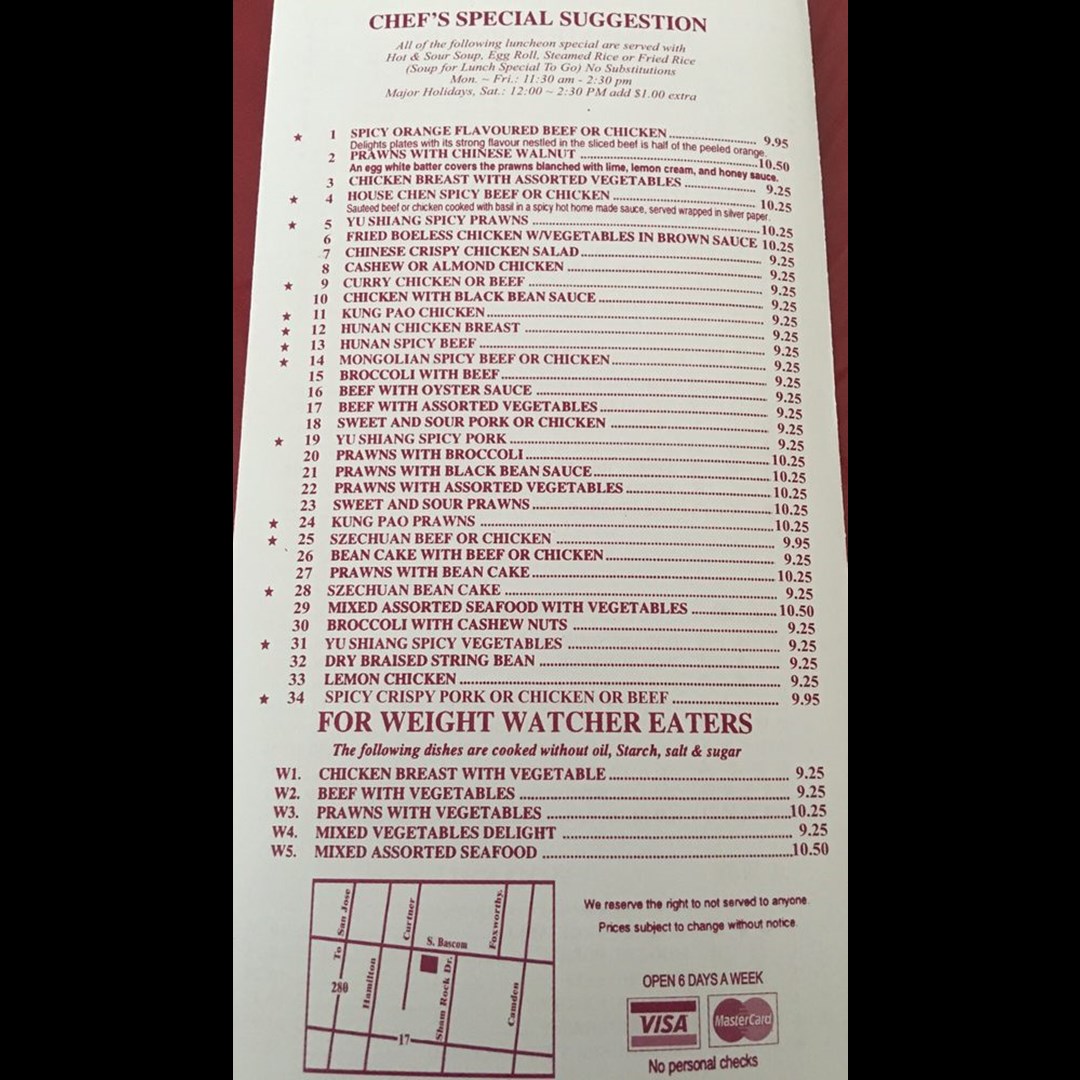 CHEF'S SPECIAL SUGGESTION
All of the following luncheon special are served with
Hot & Sour Soup, Egg Roll, Steamed Rice or Fried Rice
(Soup for Lunch Special To Go) No Substitutions
Mon. ~ Fri.: 11:30 am - 2:30 pm
Major Holidays, Sat.: 12:00 ~ 2:30 PM add $1.00 extra
★ 1 SPICY ORANGE FLAVOURED BEEF OR CHICKEN 9.95
Delights plates with its strong flavour nestled in the sliced beef is half of the peeled orange.
2 PRAWNS WITH CHINESE WALNUT 10.50
An egg white batter covers the prawns blanched with lime, lemon cream, and honey sauce.
3 CHICKEN BREAST WITH ASSORTED VEGETABLES 9.25
★ 4 HOUSE CHEN SPICY BEEF OR CHICKEN 10.25
Sauteed beef or chicken cooked with basil in a spicy hot home made sauce, served wrapped in silver paper.
★ 5 YU SHIANG SPICY PRAWNS 10.25
6 FRIED BOELESS CHICKEN W/VEGETABLES IN BROWN SAUCE 10.25
7 CHINESE CRISPY CHICKEN SALAD 9.25
8 CASHEW OR ALMOND CHICKEN 9.25
★ 9 CURRY CHICKEN OR BEEF 9.25
10 CHICKEN WITH BLACK BEAN SAUCE 9.25
★ 11 KUNG PAO CHICKEN 9.25
★ 12 HUNAN CHICKEN BREAST 9.25
★ 13 HUNAN SPICY BEEF 9.25
★ 14 MONGOLIAN SPICY BEEF OR CHICKEN 9.25
15 BROCCOLI WITH BEEF 9.25
16 BEEF WITH OYSTER SAUCE 9.25
17 BEEF WITH ASSORTED VEGETABLES 9.25
18 SWEET AND SOUR PORK OR CHICKEN 9.25
★ 19 YU SHIANG SPICY PORK 9.25
20 PRAWNS WITH BROCCOLI 10.25
21 PRAWNS WITH BLACK BEAN SAUCE 10.25
22 PRAWNS WITH ASSORTED VEGETABLES 10.25
23 SWEET AND SOUR PRAWNS 10.25
★ 24 KUNG PAO PRAWNS 10.25
★ 25 SZECHUAN BEEF OR CHICKEN 9.95
26 BEAN CAKE WITH BEEF OR CHICKEN 9.25
27 PRAWNS WITH BEAN CAKE 10.25
★ 28 SZECHUAN BEAN CAKE 9.25
29 MIXED ASSORTED SEAFOOD WITH VEGETABLES 10.50
30 BROCCOLI WITH CASHEW NUTS 9.25
★ 31 YU SHIANG SPICY VEGETABLES 9.25
32 DRY BRAISED STRING BEAN 9.25
33 LEMON CHICKEN 9.25
★ 34 SPICY CRISPY PORK OR CHICKEN OR BEEF 9.95
FOR WEIGHT WATCHER EATERS
The following dishes are cooked without oil, Starch, salt & sugar
W1. CHICKEN BREAST WITH VEGETABLE 9.25
W2. BEEF WITH VEGETABLES 9.25
W3. PRAWNS WITH VEGETABLES 10.25
W4. MIXED VEGETABLES DELIGHT 9.25
W5. MIXED ASSORTED SEAFOOD 10.50
To San Jose
Curtner
Foxworthy.
S. Bascom
280
Hamilton
Sham Rock Dr.
Camden
17
We reserve the right to not served to anyone.
Prices subject to change without notice.
OPEN 6 DAYS A WEEK
VISA
MasterCard
No personal checks